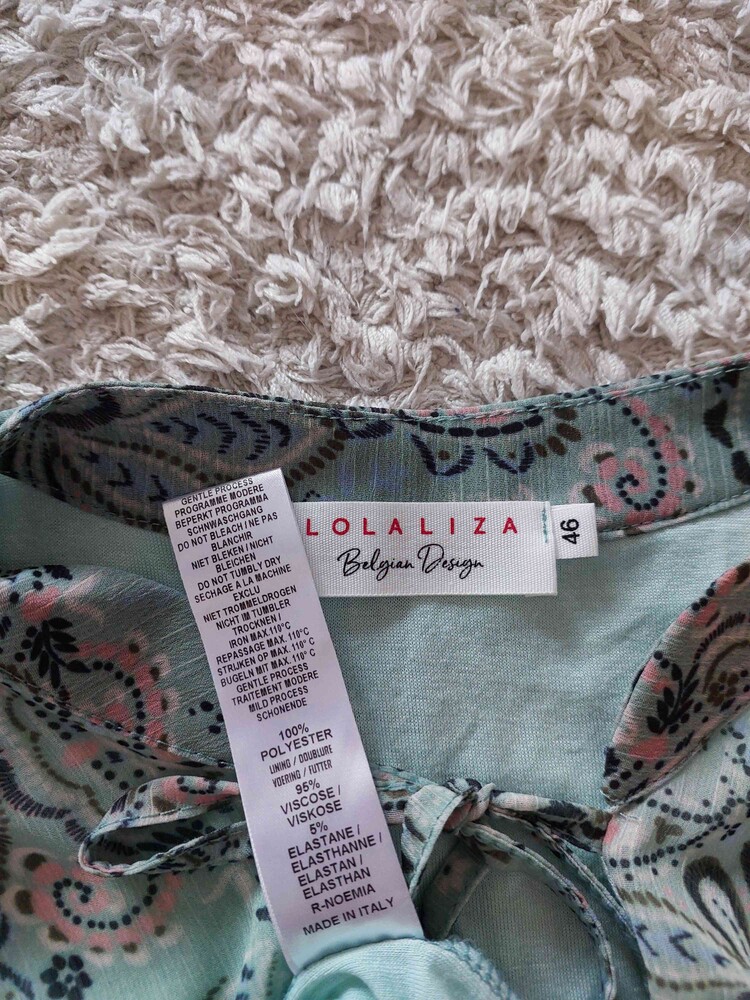 GENTLE PROCESS
PROGRAMME MODERE
BEPERKT PROGRAMMA
SCHNWASCHGANG
DO NOT BLEACH / NE PAS
BLANCHIR
NIET BLEKEN / NICHT
BLEICHEN
DO NOT TUMBLY DRY
SECHAGE A LA MACHINE
EXCLU
NIET TROMMELDROGEN
NICHT IM TUMBLER
TROCKNEN /
IRON MAX.110°C
REPASSAGE MAX. 110° C
STRIJKEN OP MAX. 110° C
BUGELN MIT MAX. 110° C
GENTLE PROCESS
TRAITEMENT MODERE
MILD PROCESS
SCHONENDE
100%
POLYESTER
LINING / DOUBLURE
VOERING / FUTTER
95%
VISCOSE /
VISKOSE
5%
ELASTANE /
ELASTHANNE /
ELASTAN /
ELASTHAN
R-NOEMIA
MADE IN ITALY
LOLALIZA
Belgian Design
46